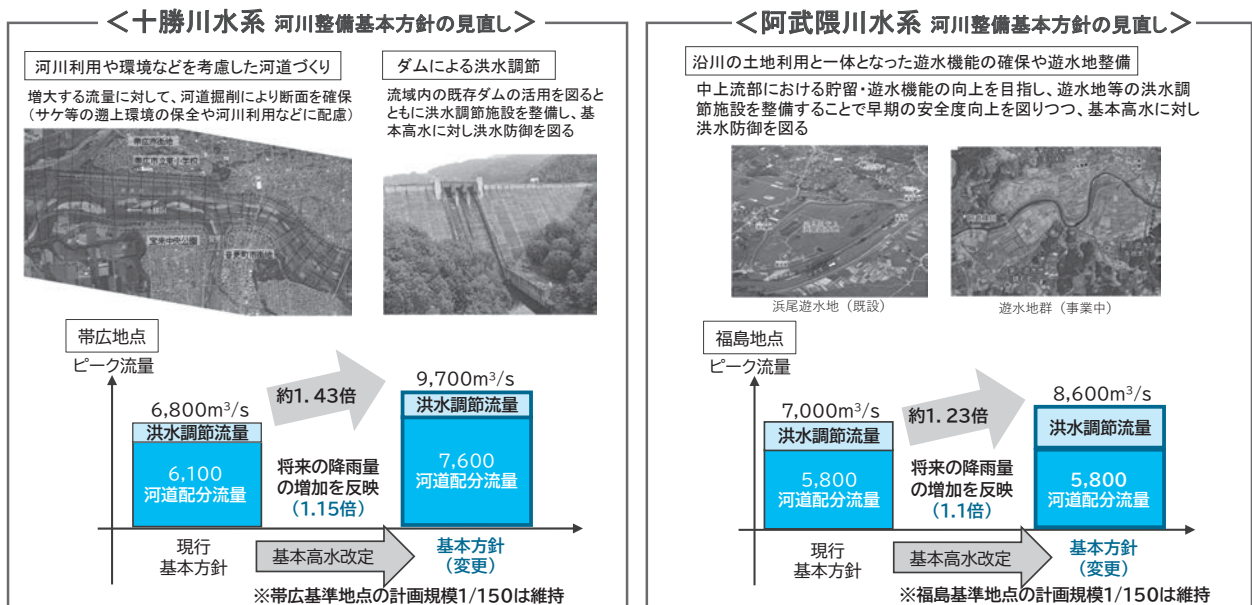 <十勝川水系 河川整備基本方針の見直し>
河川利用や環境などを考慮した河道づくり
増大する流量に対して、河道掘削により断面を確保
(サケ等の遡上環境の保全や河川利用などに配慮)
帯広市街地
宝来中央公園
音更町市街地
ダムによる洪水調節
流域内の既存ダムの活用を図るとともに洪水調節施設を整備し、基本高水に対し洪水防御を図る
帯広地点
ピーク流量
6,800m³/s
洪水調節流量
6,100
河道配分流量
約1.43倍
将来の降雨量
の増加を反映
(1.15倍)
9,700m³/s
洪水調節流量
7,600
河道配分流量
現行
基本方針
基本高水改定
基本方針
(変更)
※帯広基準地点の計画規模1/150は維持
<阿武隈川水系 河川整備基本方針の見直し>
沿川の土地利用と一体となった遊水機能の確保や遊水地整備
中上流部における貯留・遊水機能の向上を目指し、遊水地等の洪水調
節施設を整備することで早期の安全度向上を図りつつ、基本高水に対し
洪水防御を図る
浜尾遊水地(既設)
遊水地群(事業中)
福島地点
ピーク流量
7,000m³/s
洪水調節流量
5,800
河道配分流量
約1.23倍
将来の降雨量
の増加を反映
(1.1倍)
8,600m³/s
洪水調節流量
5,800
河道配分流量
現行
基本方針
基本高水改定
基本方針
(変更)
※福島基準地点の計画規模1/150は維持